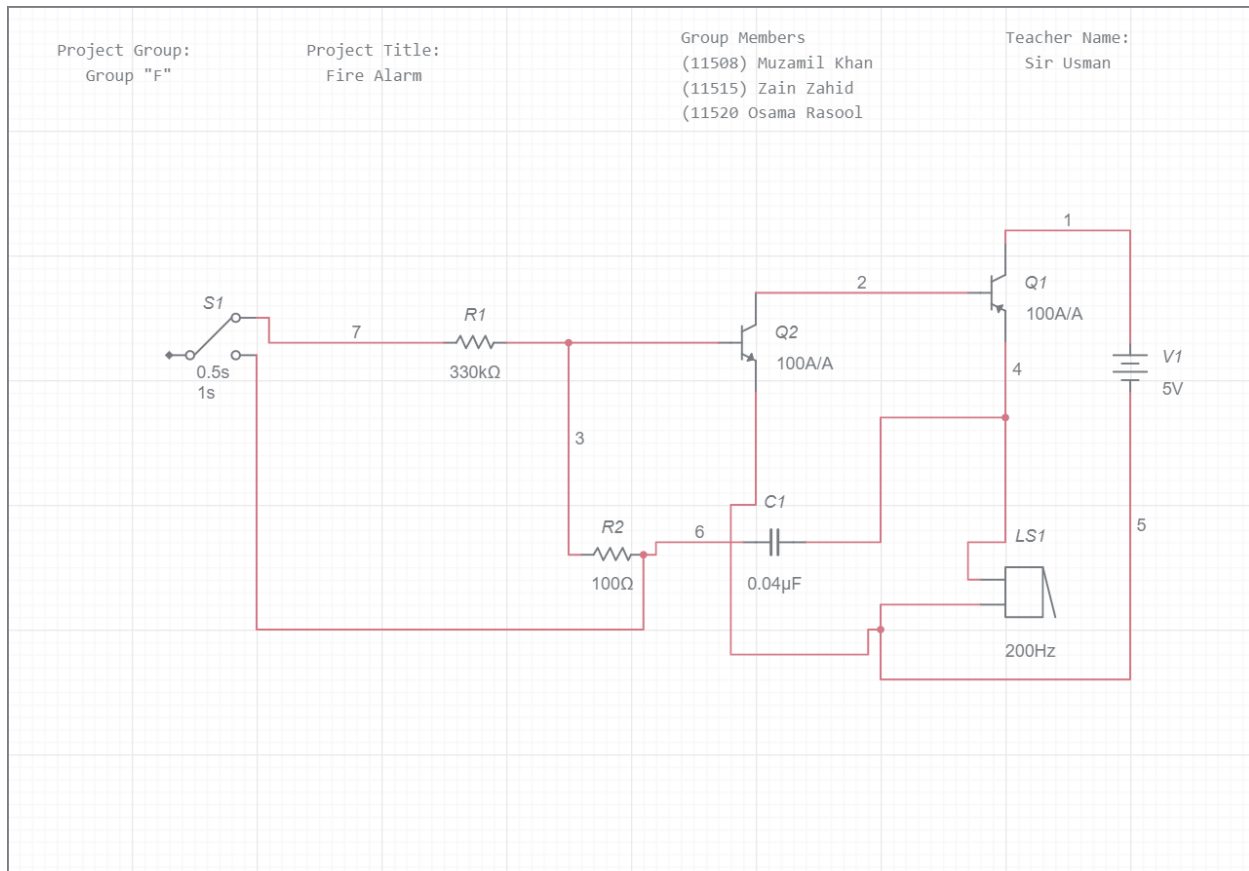 Project Group:
Group "F"
Project Title:
Fire Alarm
Group Members
(11508) Muzamil Khan
(11515) Zain Zahid
(11520 Osama Rasool
Teacher Name:
Sir Usman
1
2
Q1
100A/A
S1
7
R1
330kΩ
Q2
100A/A
0.5s
1s
4
V1
5V
3
C1
R2
6
100Ω
0.04µF
5
LS1
200Hz